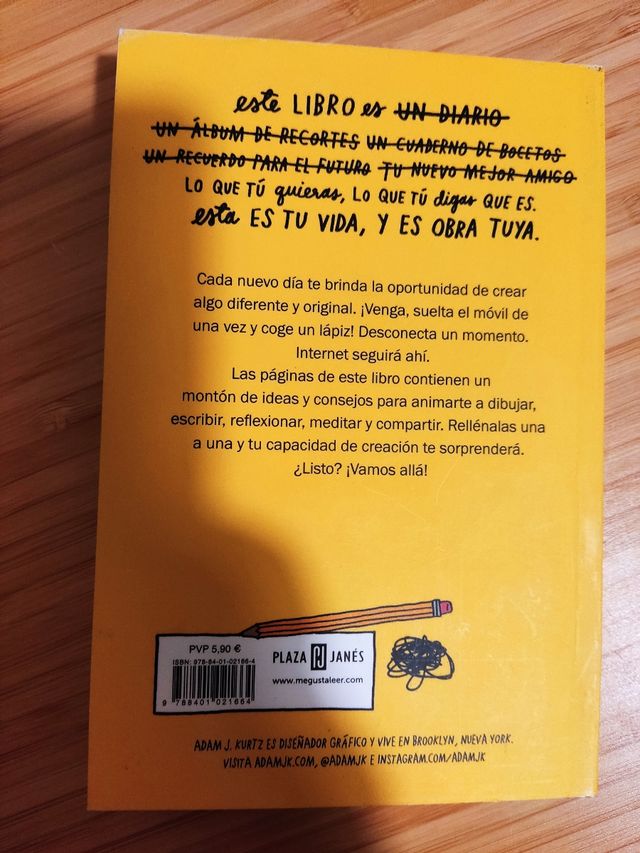 este LIBRO es UN DIARIO
UN ÁLBUM DE RECORTES UN CUADERNO DE BOCETOS
UN RECUERDO PARA EL FUTURO TU NUEVO MEJOR AMIGO
LO QUE TÚ quieras, LO QUE TÚ digas QUE ES.
esta ES TU VIDA, Y ES OBRA TUYA.
Cada nuevo día te brinda la oportunidad de crear
algo diferente y original. ¡Venga, suelta el móvil de
una vez y coge un lápiz! Desconecta un momento.
Internet seguirá ahí.
Las páginas de este libro contienen un
montón de ideas y consejos para animarte a dibujar,
escribir, reflexionar, meditar y compartir. Rellénalas una
a una y tu capacidad de creación te sorprenderá.
¿Listo? ¡Vamos allá!
PVP 5,90 €
ISBN: 978-84-01-02166-4
9 788401 021664
PLAZA PJ JANÉS
www.megustaleer.com
ADAM J. KURTZ ES DISEÑADOR GRÁFICO Y VIVE EN BROOKLYN, NUEVA YORK.
VISITA ADAMJK.COM, @ADAMJK E INSTAGRAM.COM/ADAMJK